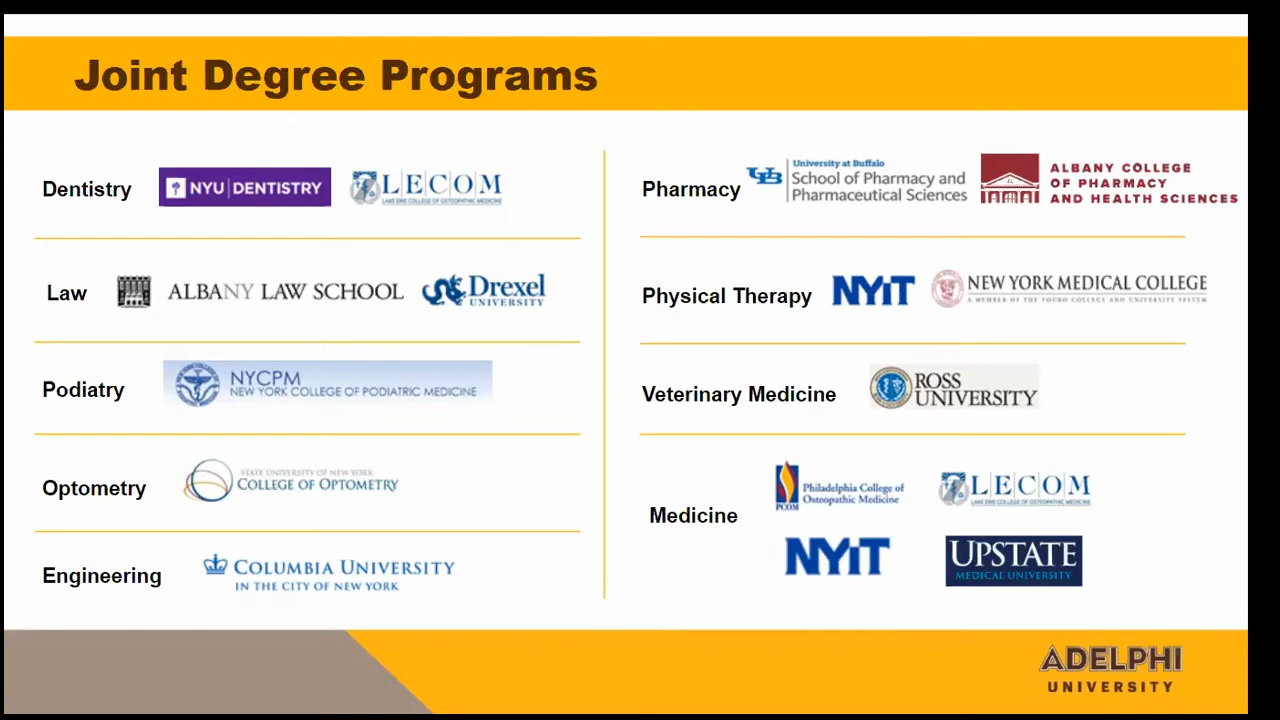 Joint Degree Programs
Dentistry
NYU DENTISTRY
LECOM
LAKE ERIE COLLEGE OF OSTEOPATHIC MEDICINE
Law
ALBANY LAW SCHOOL
Drexel
UNIVERSITY
Podiatry
NYCPM
NEW YORK COLLEGE OF PODIATRIC MEDICINE
Optometry
STATE UNIVERSITY OF NEW YORK
COLLEGE OF OPTOMETRY
Engineering
COLUMBIA UNIVERSITY
IN THE CITY OF NEW YORK
Pharmacy
UB
University at Buffalo
School of Pharmacy and
Pharmaceutical Sciences
ALBANY COLLEGE
OF PHARMACY
AND HEALTH SCIENCES
Physical Therapy
NYIT
NEW YORK MEDICAL COLLEGE
A MEMBER OF THE TOURO COLLEGE AND UNIVERSITY SYSTEM
Veterinary Medicine
ROSS
UNIVERSITY
Medicine
PCOM
Philadelphia College of
Osteopathic Medicine
LECOM
LAKE ERIE COLLEGE OF OSTEOPATHIC MEDICINE
NYIT
UPSTATE
MEDICAL UNIVERSITY
ADELPHI
UNIVERSITY